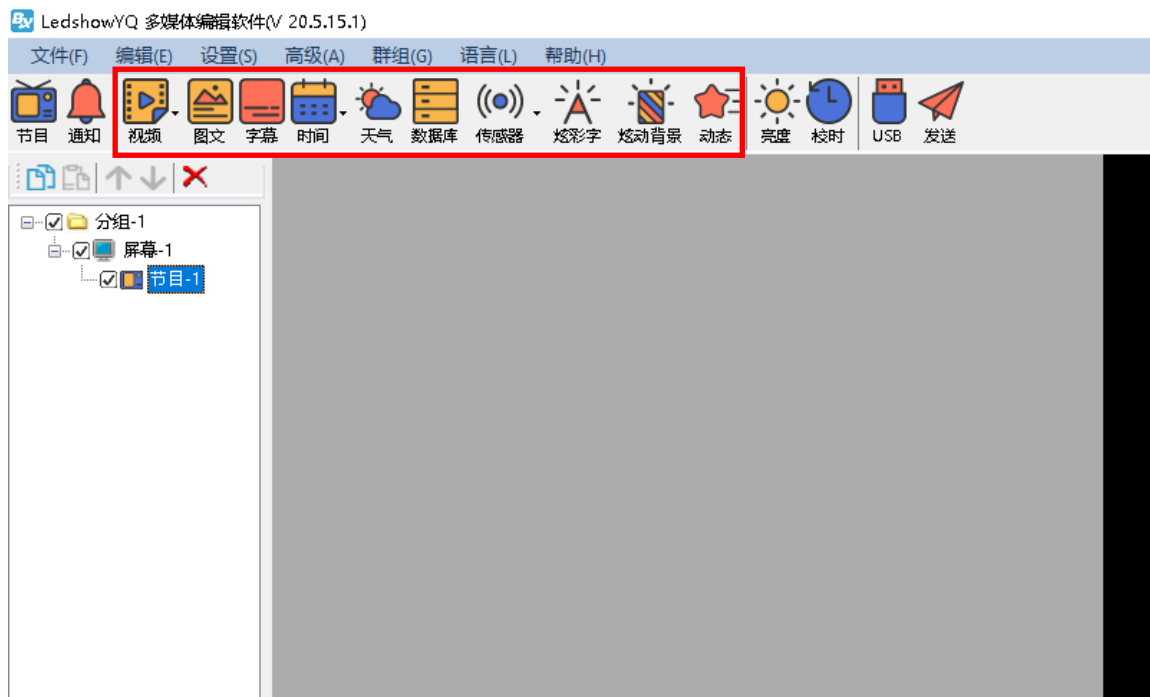 LedshowYQ 多媒体编辑软件(V 20.5.15.1)
文件(F) 编辑(E) 设置(S) 高级(A) 群组(G) 语言(L) 帮助(H)
节目 通知 视频 图文 字幕 时间 天气 数据库 传感器 炫彩字 炫动背景 动态 亮度 校时 USB 发送
分组-1
屏幕-1
节目-1